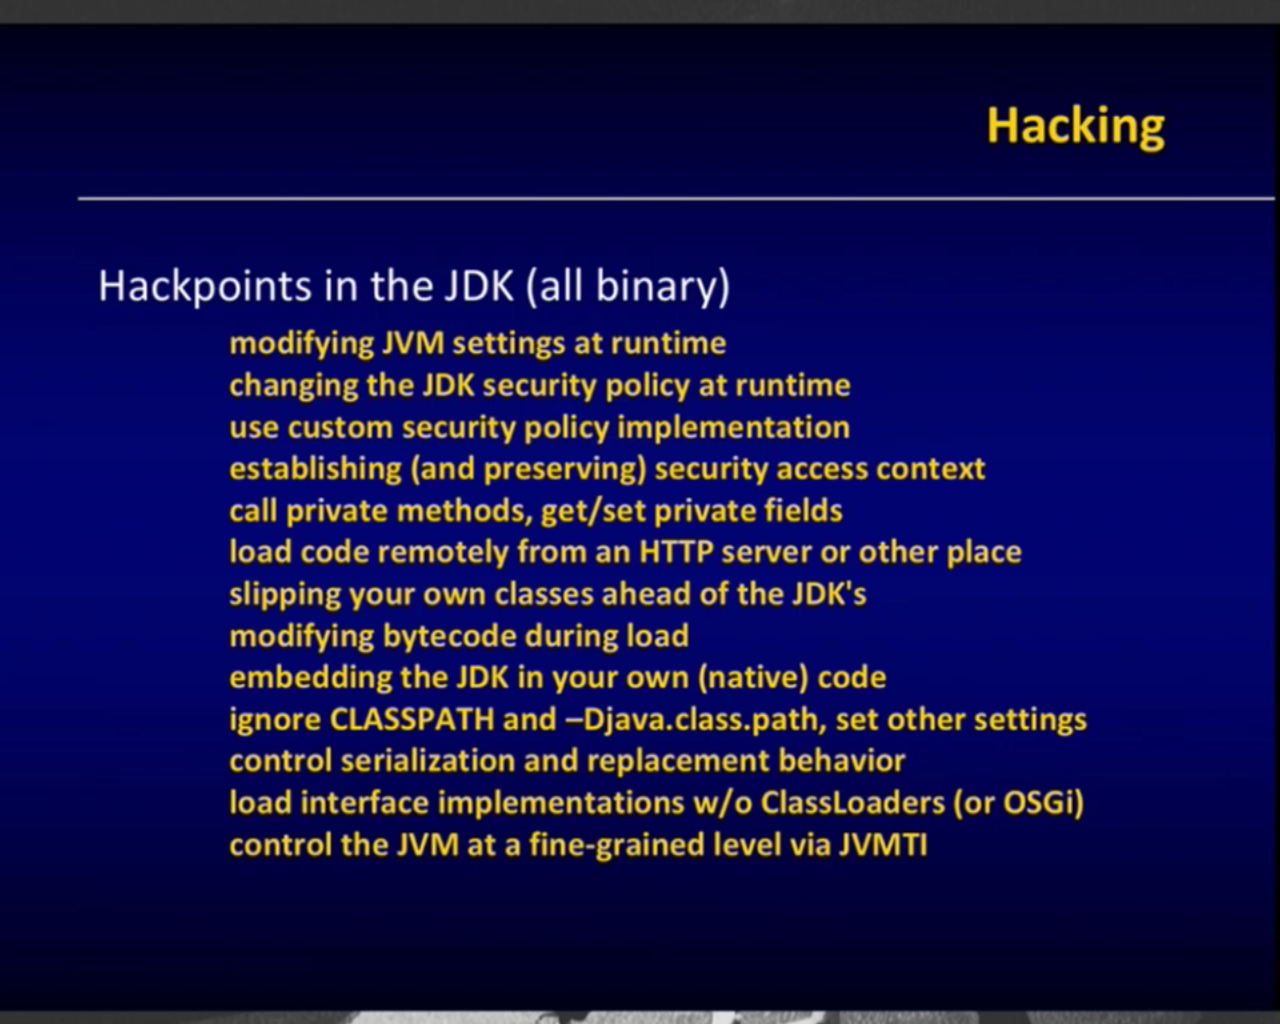 Hacking
Hackpoints in the JDK (all binary)
modifying JVM settings at runtime
changing the JDK security policy at runtime
use custom security policy implementation
establishing (and preserving) security access context
call private methods, get/set private fields
load code remotely from an HTTP server or other place
slipping your own classes ahead of the JDK's
modifying bytecode during load
embedding the JDK in your own (native) code
ignore CLASSPATH and –Djava.class.path, set other settings
control serialization and replacement behavior
load interface implementations w/o ClassLoaders (or OSGi)
control the JVM at a fine-grained level via JVMTI